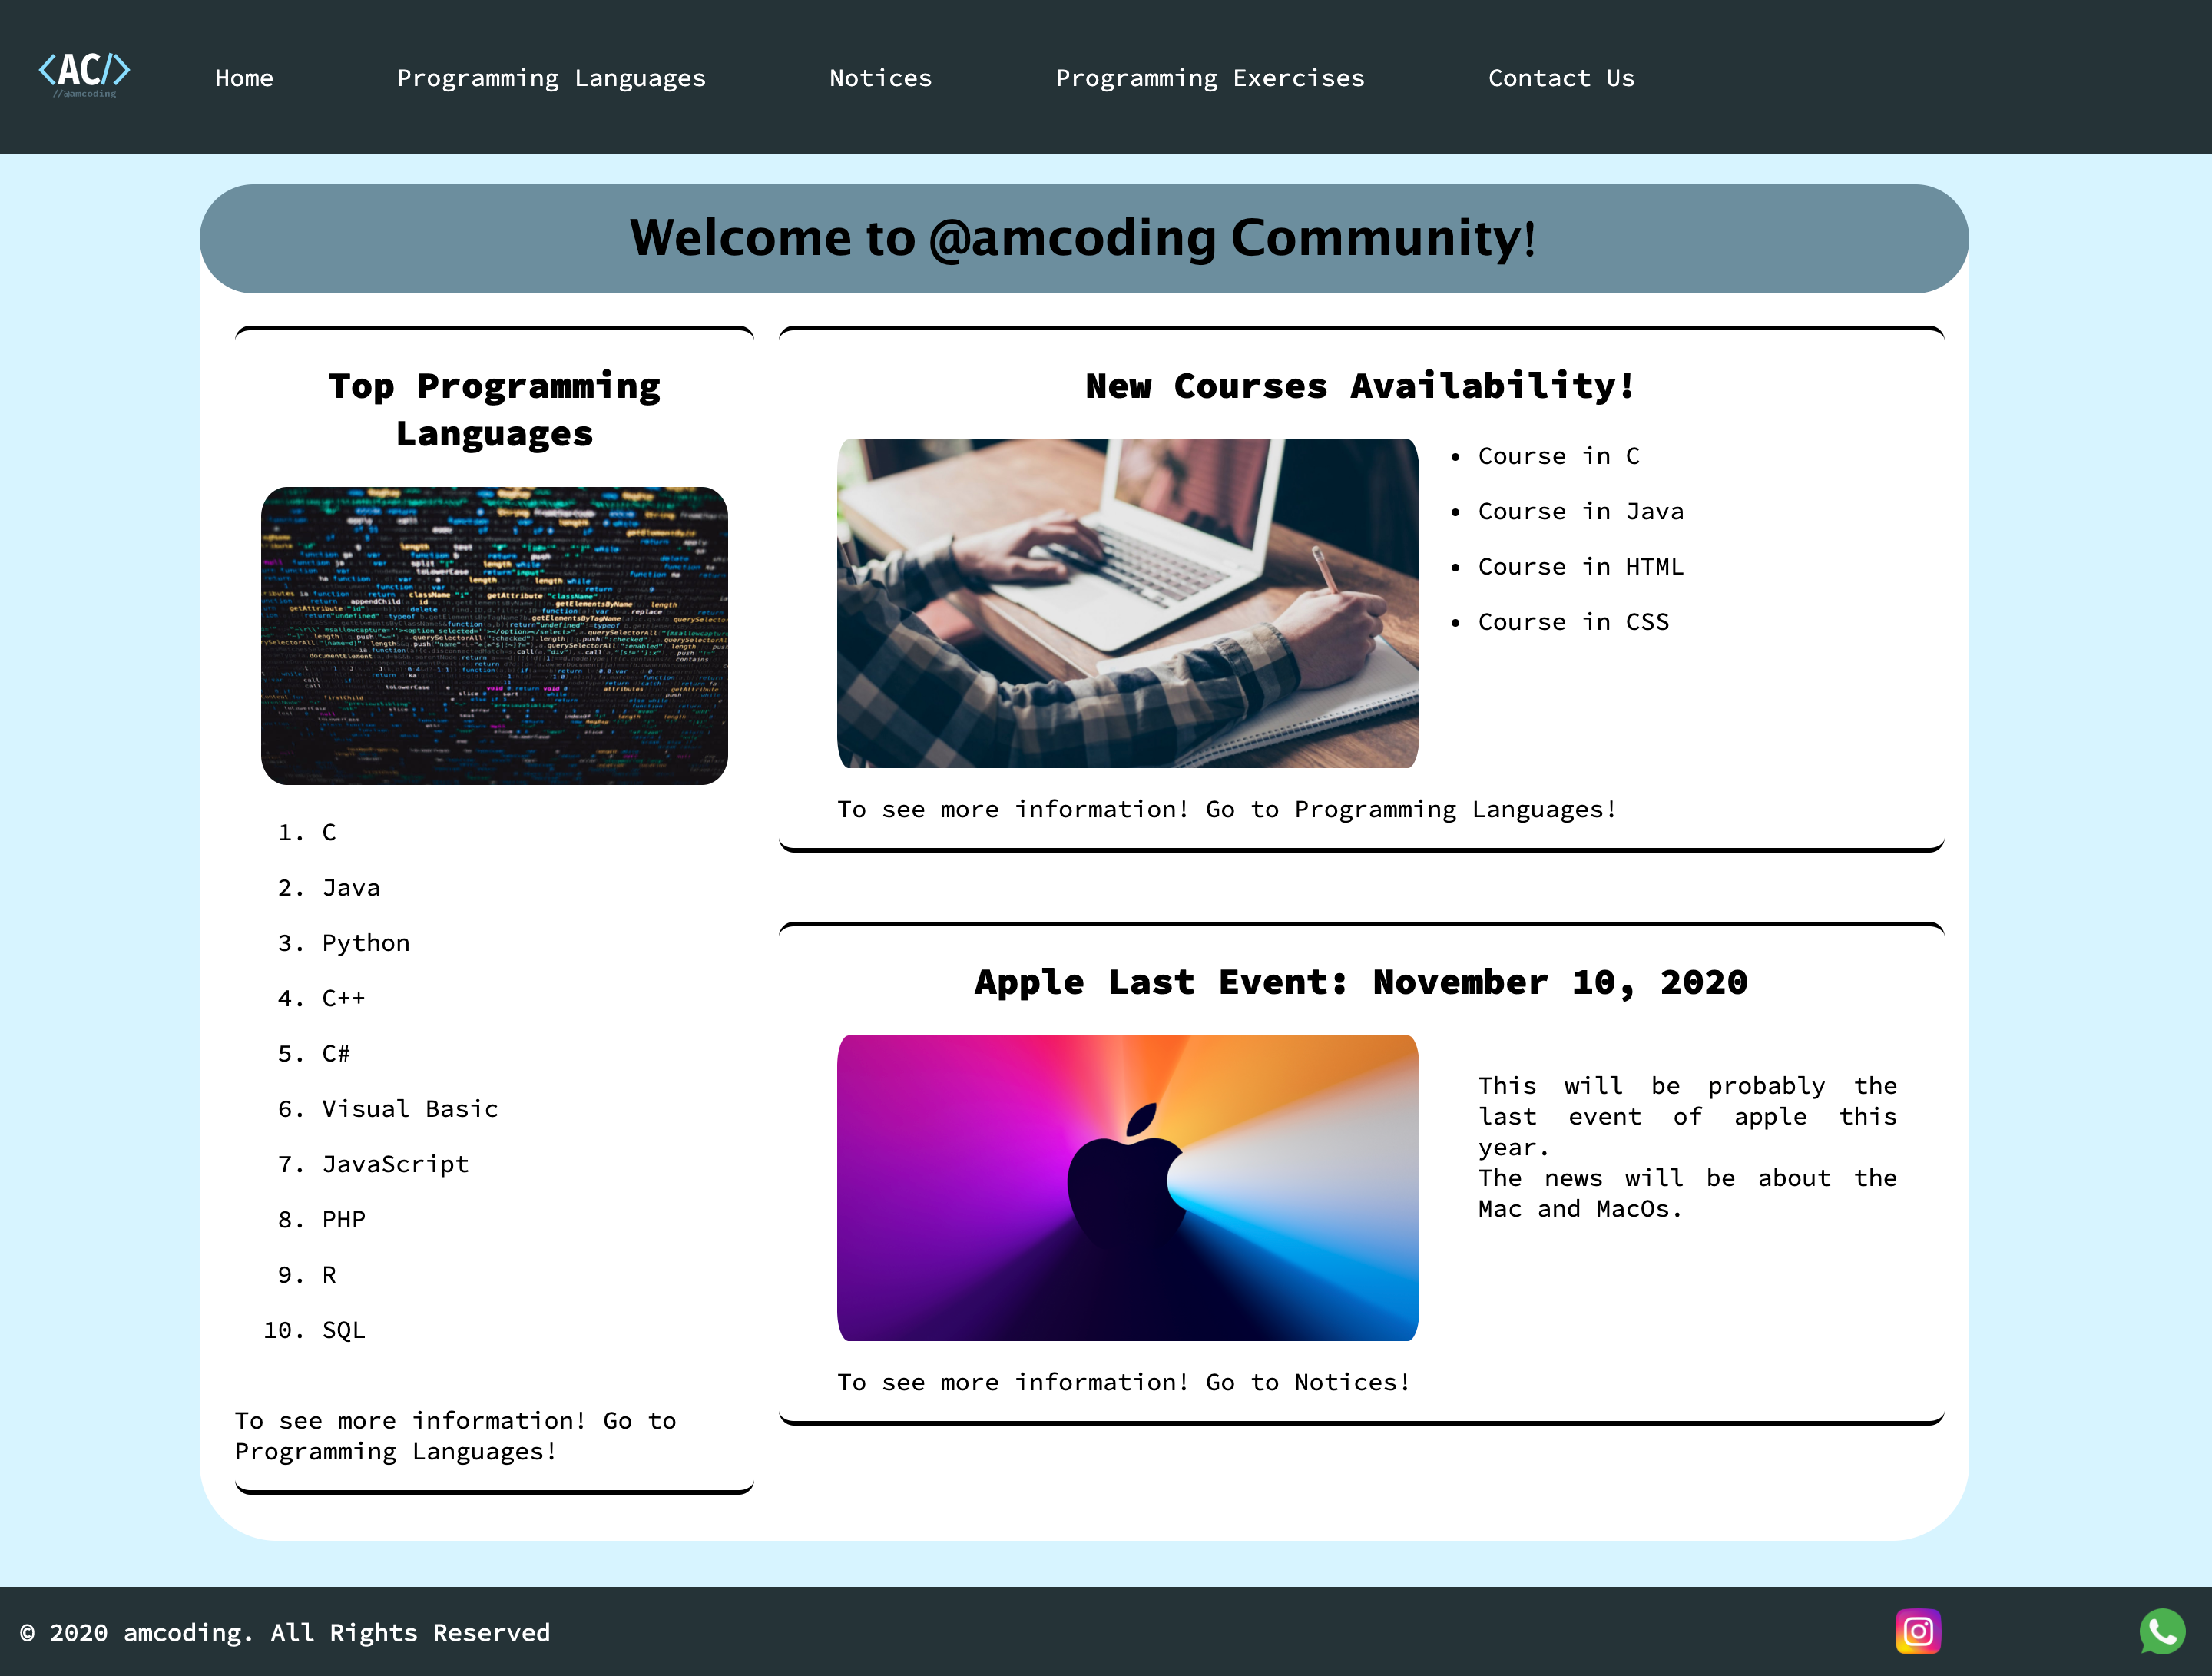 <AC/>
//@amcoding
Home
Programming Languages
Notices
Programming Exercises
Contact Us
Welcome to @amcoding Community!
Top Programming
Languages
1. C
2. Java
3. Python
4. C++
5. C#
6. Visual Basic
7. JavaScript
8. PHP
9. R
10. SQL
To see more information! Go to
Programming Languages!
New Courses Availability!
• Course in C
• Course in Java
• Course in HTML
• Course in CSS
To see more information! Go to Programming Languages!
Apple Last Event: November 10, 2020
This will be probably the
last event of apple this
year.
The news will be about the
Mac and MacOs.
To see more information! Go to Notices!
© 2020 amcoding. All Rights Reserved